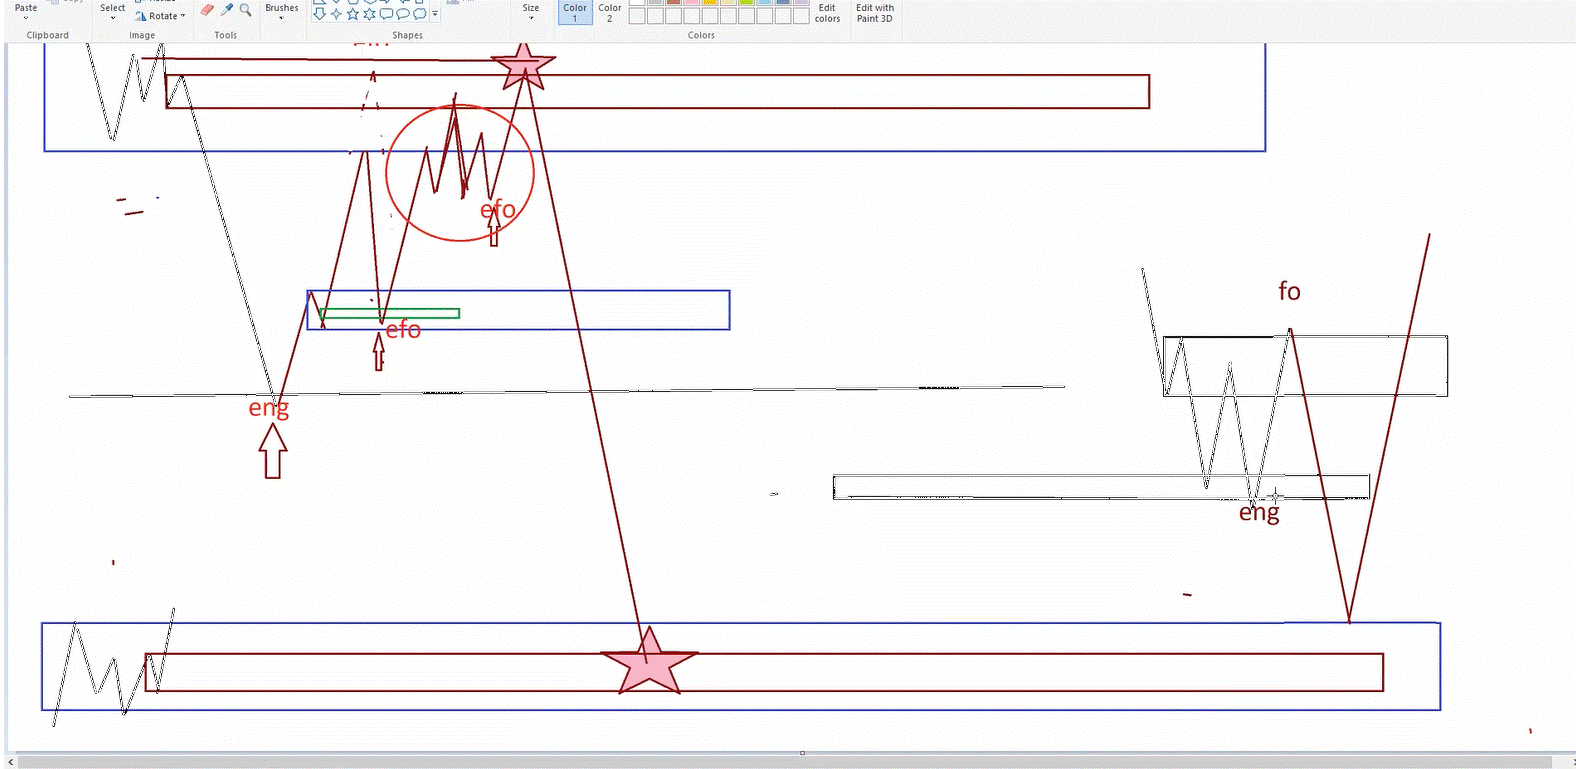 Paste
Select
Rotate
Brushes
Size
Color 1
Color 2
Edit colors
Edit with Paint 3D
Clipboard
Image
Tools
Shapes
Colors
efo
fo
efo
eng
eng